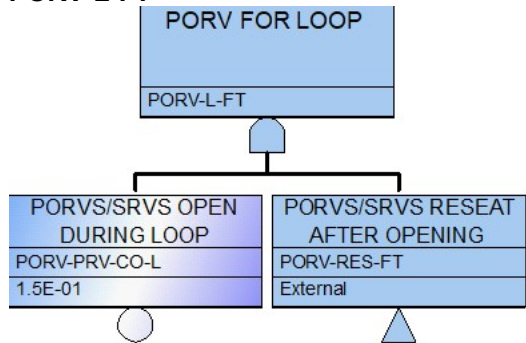 PORV FOR LOOP
PORV-L-FT
PORVS/SRVS OPEN
DURING LOOP
PORV-PRV-CO-L
1.5E-01
PORVS/SRVS RESEAT
AFTER OPENING
PORV-RES-FT
External